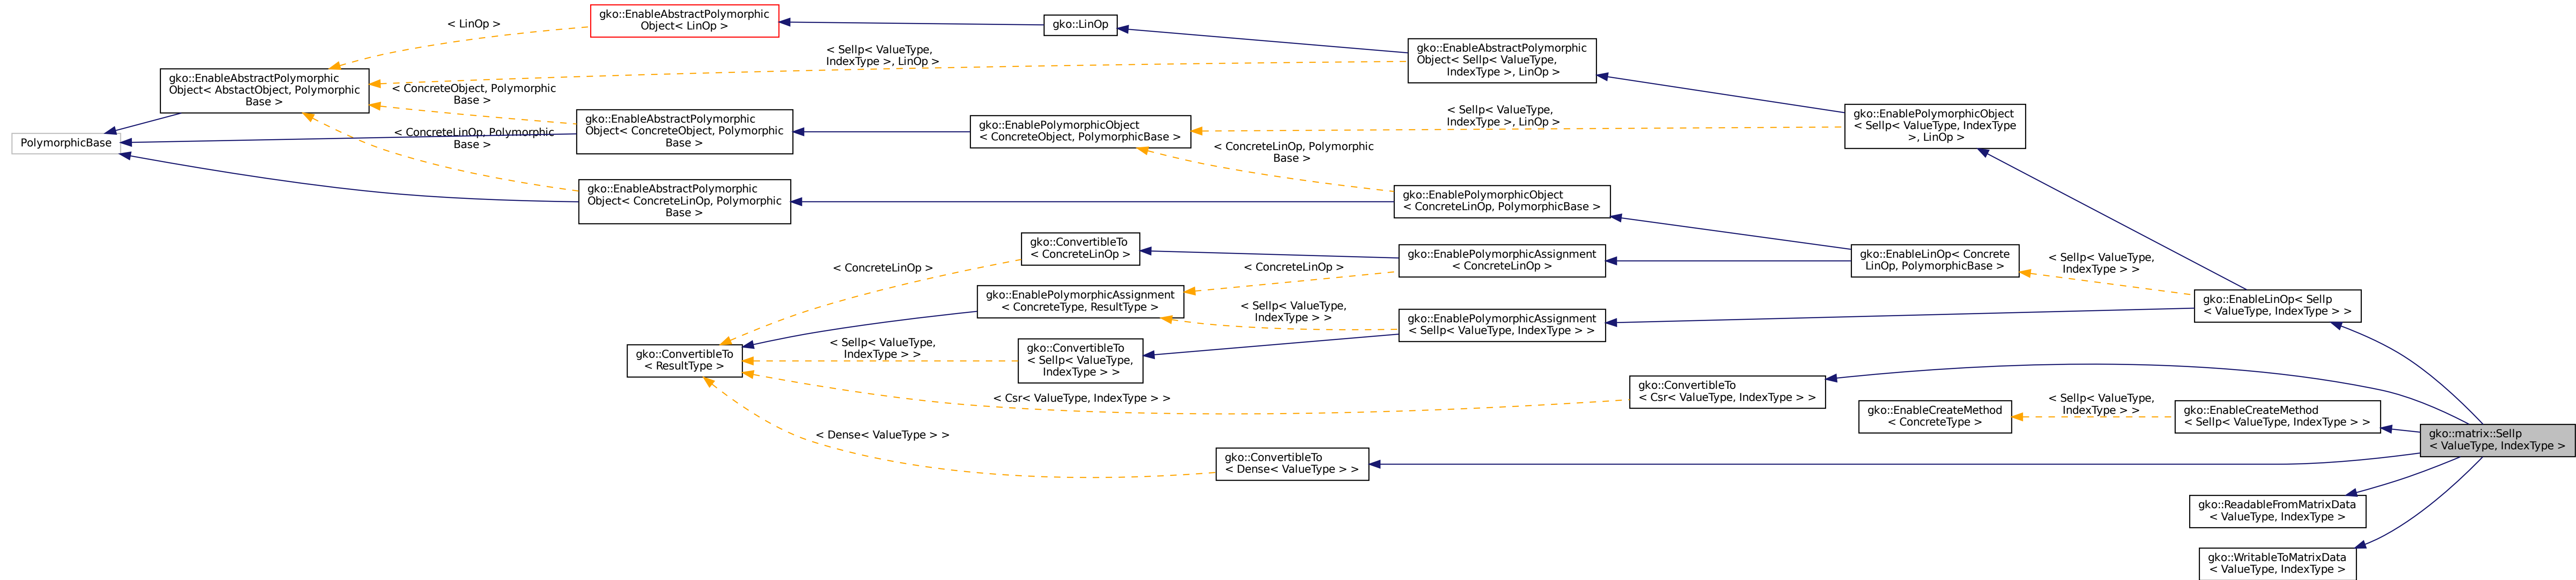 gko::EnableAbstractPolymorphic
Object< LinOp >
< LinOp >
gko::LinOp
gko::EnableAbstractPolymorphic
Object< Sellp< ValueType,
IndexType >, LinOp >
< Sellp< ValueType,
IndexType >, LinOp >
gko::EnableAbstractPolymorphic
Object< AbstactObject, Polymorphic
Base >
< ConcreteObject, Polymorphic
Base >
gko::EnableAbstractPolymorphic
Object< ConcreteObject, Polymorphic
Base >
gko::EnablePolymorphicObject
< ConcreteObject, PolymorphicBase >
< Sellp< ValueType,
IndexType >, LinOp >
gko::EnablePolymorphicObject
< Sellp< ValueType, IndexType
>, LinOp >
PolymorphicBase
< ConcreteLinOp, Polymorphic
Base >
< ConcreteLinOp, Polymorphic
Base >
gko::EnableAbstractPolymorphic
Object< ConcreteLinOp, Polymorphic
Base >
gko::EnablePolymorphicObject
< ConcreteLinOp, PolymorphicBase >
gko::ConvertibleTo
< ConcreteLinOp >
gko::EnablePolymorphicAssignment
< ConcreteLinOp >
gko::EnableLinOp< Concrete
LinOp, PolymorphicBase >
< Sellp< ValueType,
IndexType > >
< ConcreteLinOp >
< ConcreteLinOp >
gko::EnablePolymorphicAssignment
< ConcreteType, ResultType >
< Sellp< ValueType,
IndexType > >
gko::EnablePolymorphicAssignment
< Sellp< ValueType, IndexType > >
gko::EnableLinOp< Sellp
< ValueType, IndexType > >
gko::ConvertibleTo
< ResultType >
< Sellp< ValueType,
IndexType > >
gko::ConvertibleTo
< Sellp< ValueType,
IndexType > >
< Csr< ValueType, IndexType > >
gko::ConvertibleTo
< Csr< ValueType, IndexType > >
gko::EnableCreateMethod
< ConcreteType >
< Sellp< ValueType,
IndexType > >
gko::EnableCreateMethod
< Sellp< ValueType, IndexType > >
gko::matrix::Sellp
< ValueType, IndexType >
< Dense< ValueType > >
gko::ConvertibleTo
< Dense< ValueType > >
gko::ReadableFromMatrixData
< ValueType, IndexType >
gko::WritableToMatrixData
< ValueType, IndexType >